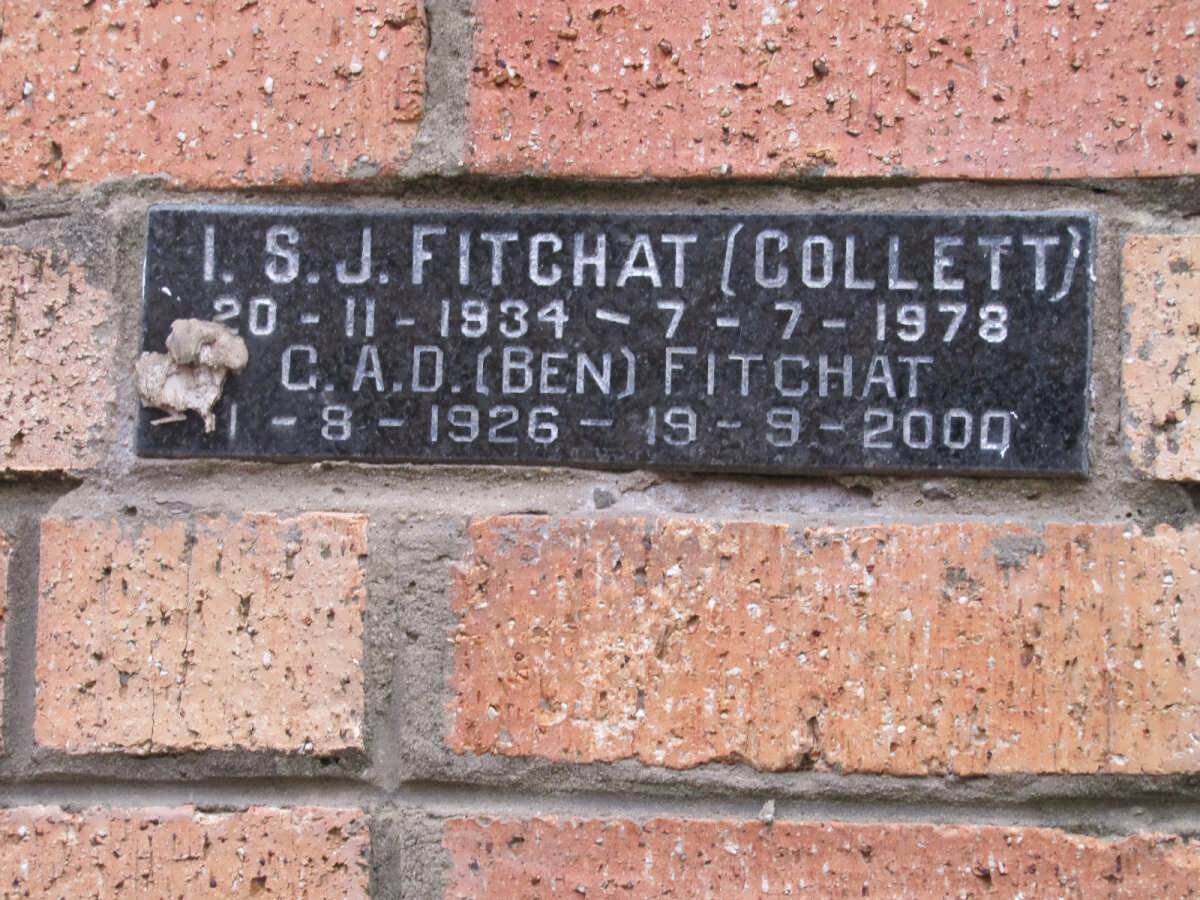 I. S. J. FITCHAT (COLLETT)
20 - 11 - 1934 - 7 - 7 - 1978
G. A. D. (BEN) FITCHAT
1 - 8 - 1926 - 19 - 9 - 2000